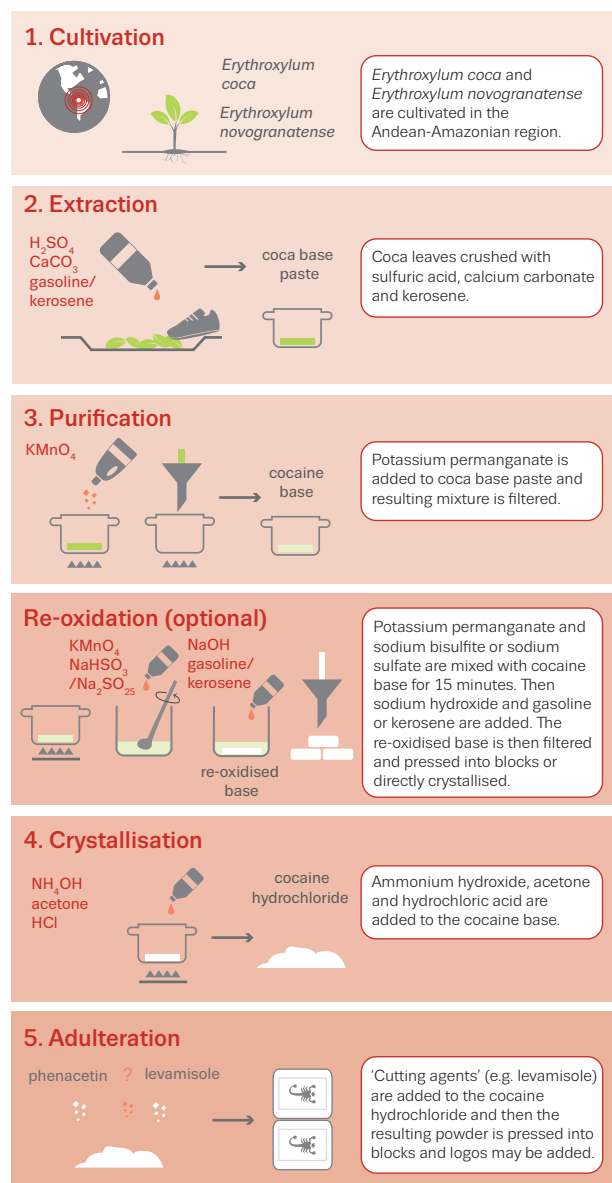 1. Cultivation
Erythroxylum
coca
Erythroxylum
novogranatense
Erythroxylum coca and
Erythroxylum novogranatense
are cultivated in the
Andean-Amazonian region.
2. Extraction
H₂SO₄
CaCO₃
gasoline/
kerosene
coca base
paste
Coca leaves crushed with
sulfuric acid, calcium carbonate
and kerosene.
3. Purification
KMnO₄
cocaine
base
Potassium permanganate is
added to coca base paste and
resulting mixture is filtered.
Re-oxidation (optional)
KMnO₄
NaHSO₃
/Na₂SO₂₅
NaOH
gasoline/
kerosene
re-oxidised
base
Potassium permanganate and
sodium bisulfite or sodium
sulfate are mixed with cocaine
base for 15 minutes. Then
sodium hydroxide and gasoline
or kerosene are added. The
re-oxidised base is then filtered
and pressed into blocks or
directly crystallised.
4. Crystallisation
NH₄OH
acetone
HCl
cocaine
hydrochloride
Ammonium hydroxide, acetone
and hydrochloric acid are
added to the cocaine base.
5. Adulteration
phenacetin ? levamisole
‘Cutting agents’ (e.g. levamisole)
are added to the cocaine
hydrochloride and then the
resulting powder is pressed into
blocks and logos may be added.